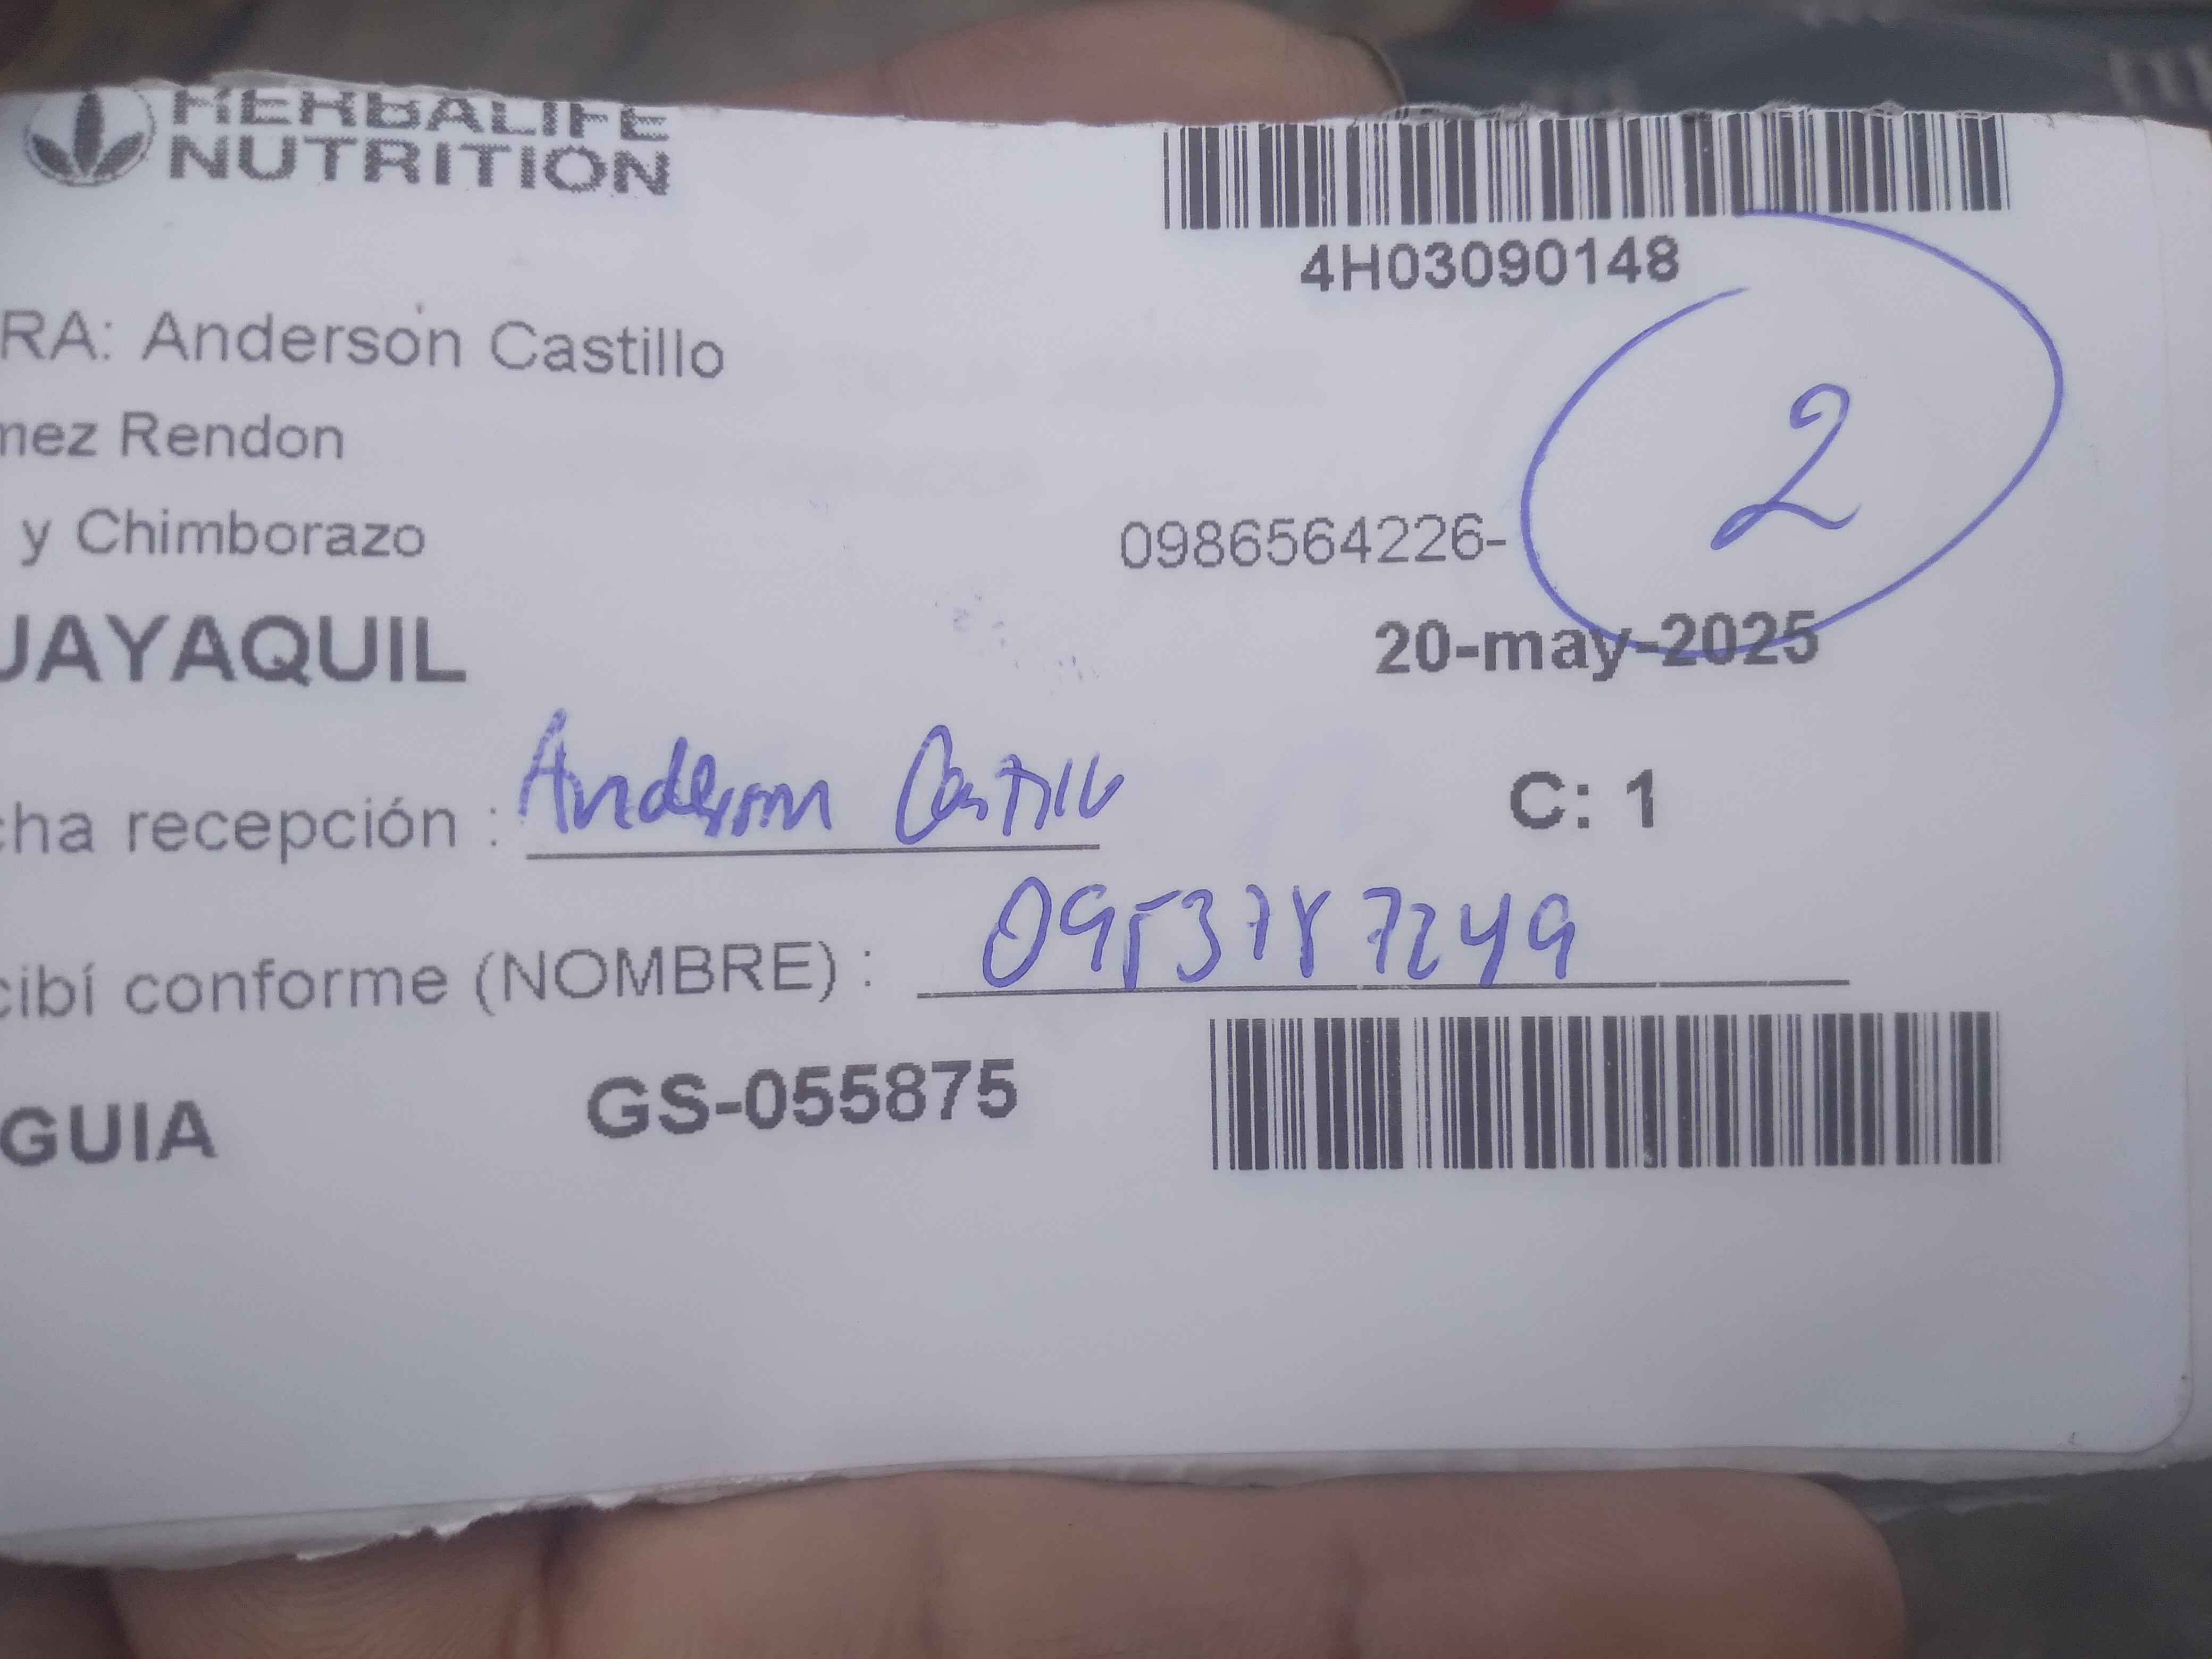 HERBALIFE
NUTRITION
4H03090148
RA: Anderson Castillo
mez Rendon
2
y Chimborazo
0986564226-
UAYAQUIL
20-may-2025
cha recepción : Anderson Castillo
C: 1
cibí conforme (NOMBRE) : 0953787249
GUIA
GS-055875